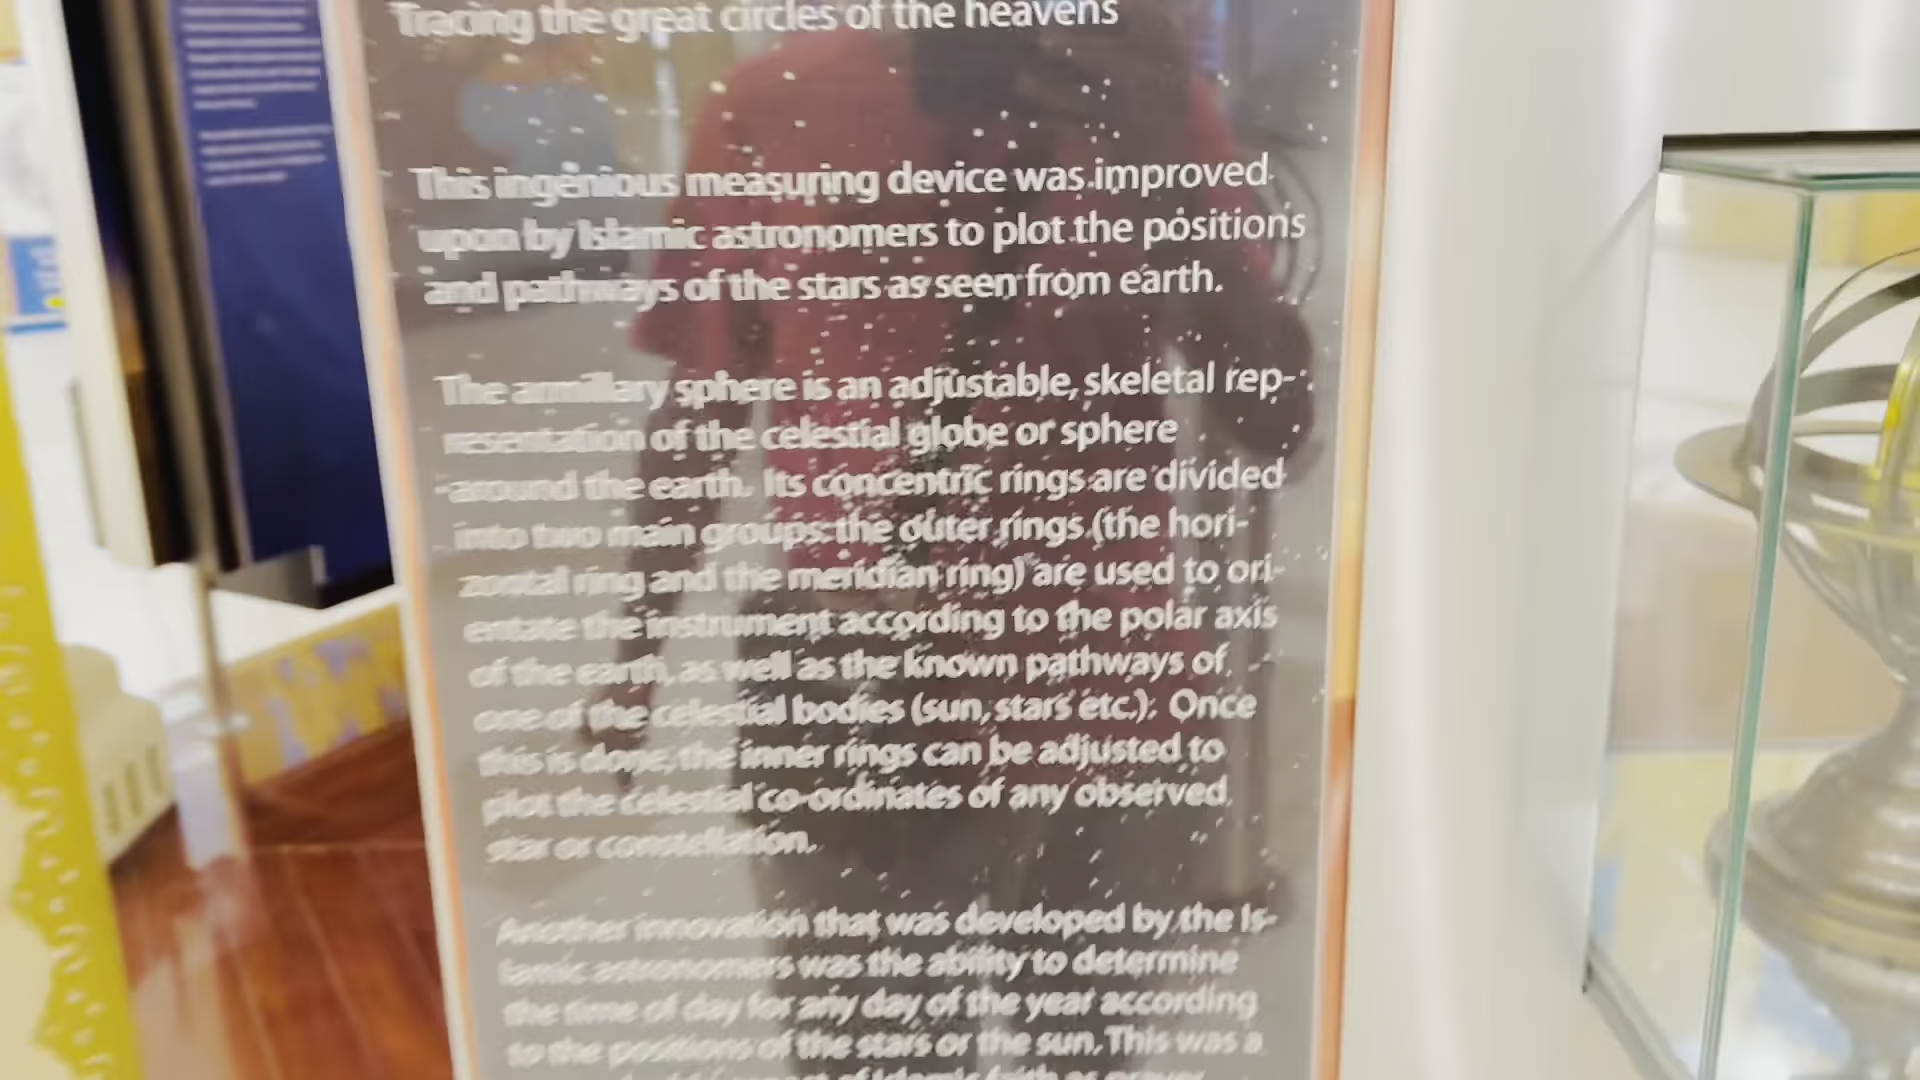 Tracing the great circles of the heavens
This ingenious measuring device was improved
upon by Islamic astronomers to plot the positions
and pathways of the stars as seen from earth.
The armillary sphere is an adjustable, skeletal rep-
resentation of the celestial globe or sphere
around the earth. Its concentric rings are divided
into two main groups: the outer rings (the hori-
zontal ring and the meridian ring) are used to ori-
entate the instrument according to the polar axis
of the earth, as well as the known pathways of
one of the celestial bodies (sun, stars etc.). Once
this is done, the inner rings can be adjusted to
plot the celestial co-ordinates of any observed
star or constellation.
Another innovation that was developed by the Is-
lamic astronomers was the ability to determine
the time of day for any day of the year according
to the positions of the stars or the sun. This was a
of Islamic faith as prayer